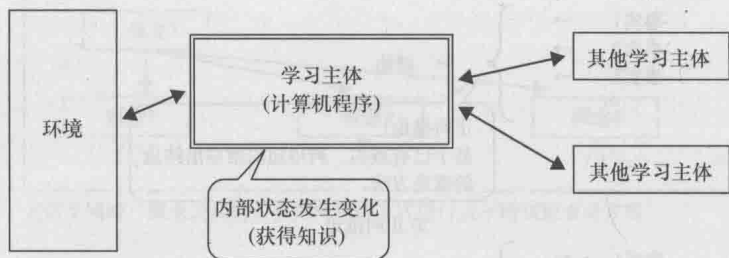 环境
学习主体
(计算机程序)
其他学习主体
其他学习主体
内部状态发生变化
(获得知识)